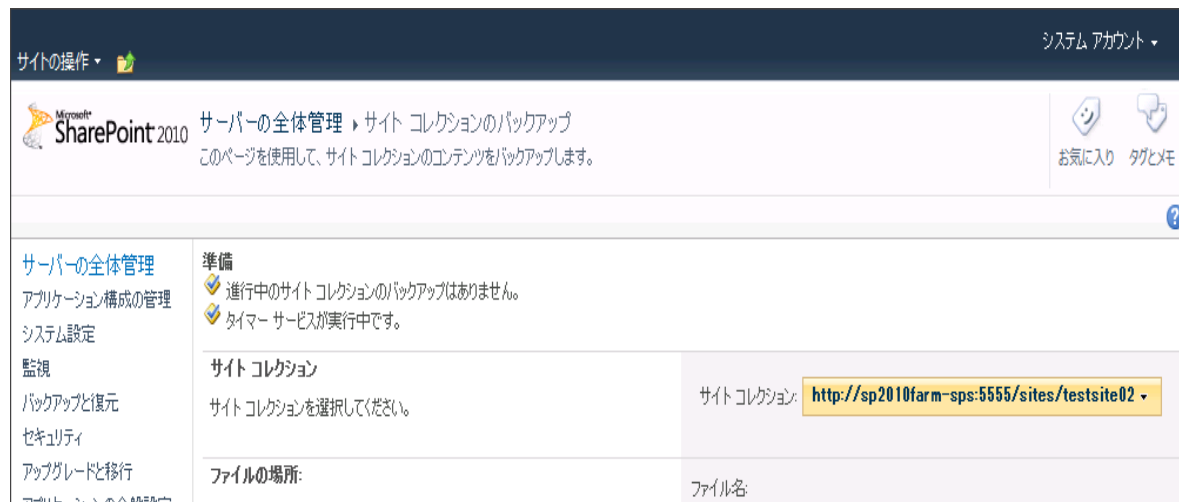 システム アカウント
サイトの操作
Microsoft SharePoint 2010
サーバーの全体管理 ▸ サイト コレクションのバックアップ
このページを使用して、サイト コレクションのコンテンツをバックアップします。
お気に入り タグとメモ
サーバーの全体管理
アプリケーション構成の管理
システム設定
監視
バックアップと復元
セキュリティ
アップグレードと移行
準備
進行中のサイト コレクションのバックアップはありません。
タイマー サービスが実行中です。
サイト コレクション
サイト コレクションを選択してください。
サイト コレクション: http://sp2010farm-sps:5555/sites/testsite02
ファイルの場所:
ファイル名: